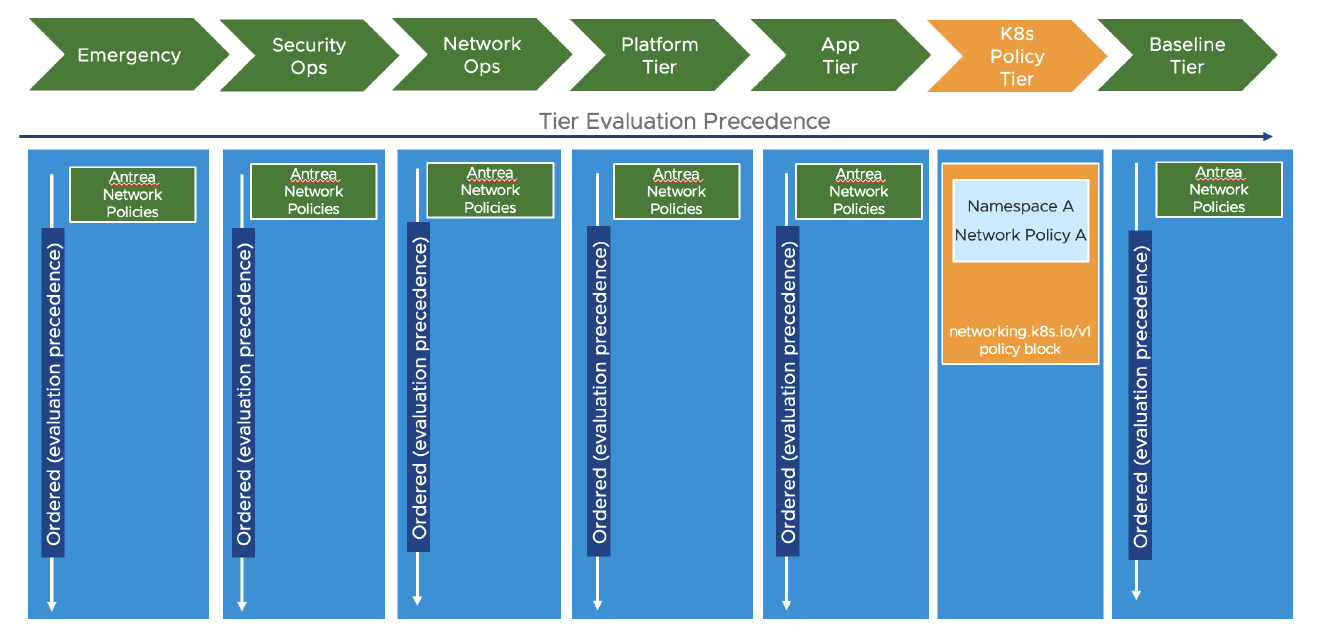 Emergency
Security
Ops
Network
Ops
Platform
Tier
App
Tier
K8s
Policy
Tier
Baseline
Tier
Tier Evaluation Precedence
Antrea
Network
Policies
Ordered (evaluation precedence)
Antrea
Network
Policies
Ordered (evaluation precedence)
Antrea
Network
Policies
Ordered (evaluation precedence)
Antrea
Network
Policies
Ordered (evaluation precedence)
Antrea
Network
Policies
Ordered (evaluation precedence)
Namespace A
Network Policy A
networking.k8s.io/v1
policy block
Antrea
Network
Policies
Ordered (evaluation precedence)